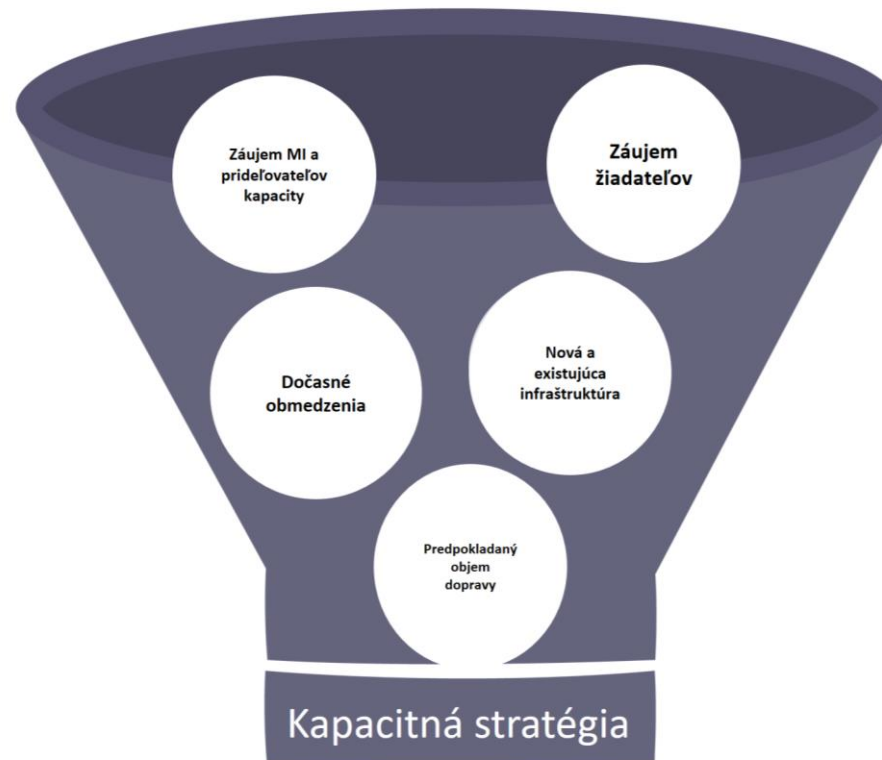 Záujem MI a
prideľovateľov
kapacity
Záujem
žiadateľov
Dočasné
obmedzenia
Nová a
existujúca
infraštruktúra
Predpokladaný
objem
dopravy
Kapacitná stratégia